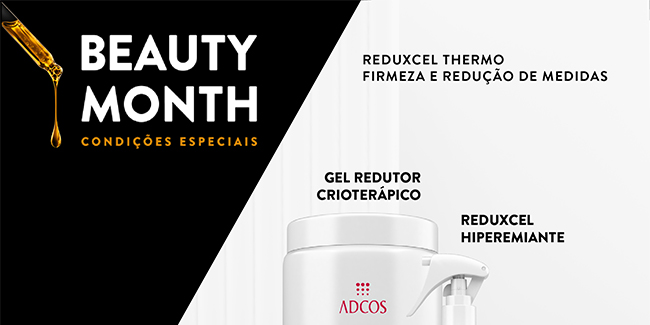 BEAUTY
MONTH
CONDIÇÕES ESPECIAIS
REDUXCEL THERMO
FIRMEZA E REDUÇÃO DE MEDIDAS
GEL REDUTOR
CRIOTERÁPICO
REDUXCEL
HIPEREMIANTE
ADCOS